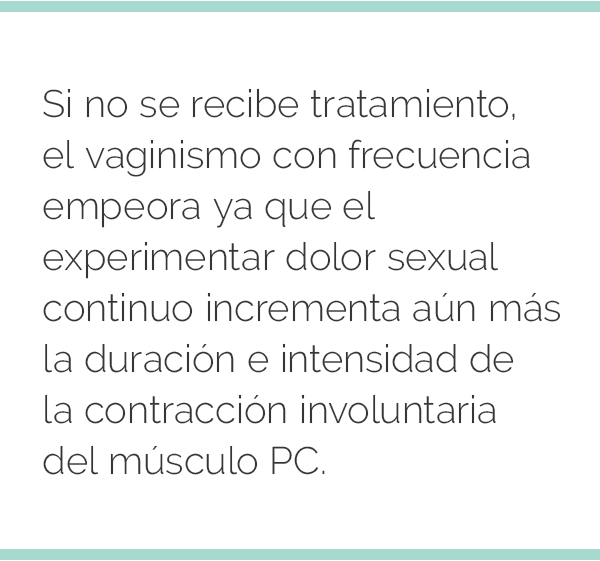 Si no se recibe tratamiento,
el vaginismo con frecuencia
empeora ya que el
experimentar dolor sexual
continuo incrementa aún más
la duración e intensidad de
la contracción involuntaria
del músculo PC.